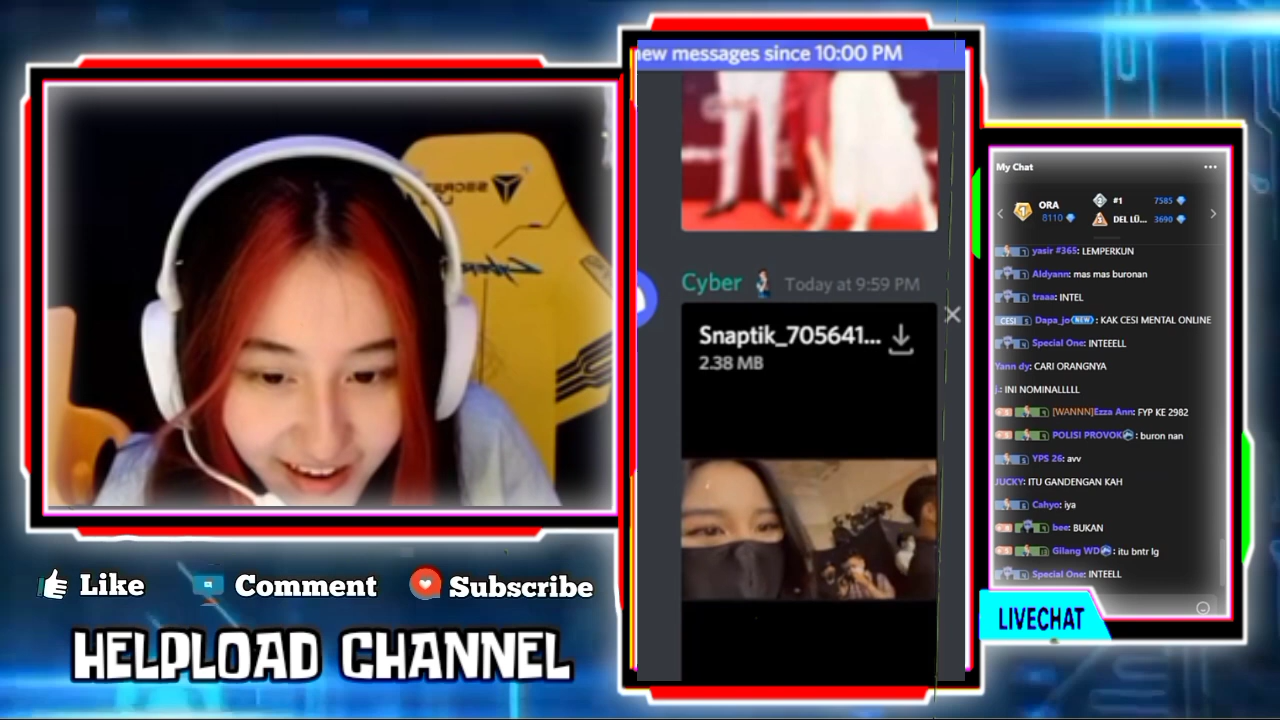 new messages since 10:00 PM
Cyber Today at 9:59 PM
Snaptik_705641...
2.38 MB
My Chat
ORA
8110
#1 7585
DEL LŪ... 3690
yasir #365: LEMPERKUN
Aldyann: mas mas buronan
traaa: INTEL
CESI Dapa_jo NEW : KAK CESI MENTAL ONLINE
Special One: INTEEELL
Yann dy: CARI ORANGNYA
j.: INI NOMINALLLLL
[WANNN]Ezza Ann: FYP KE 2982
POLISI PROVOK : buron nan
YPS 26: avv
JUCKY: ITU GANDENGAN KAH
Cahyo: iya
bee: BUKAN
Gilang WD : itu bntr lg
Special One: INTEELL
LIVECHAT
Like
Comment
Subscribe
HELPLOAD CHANNEL